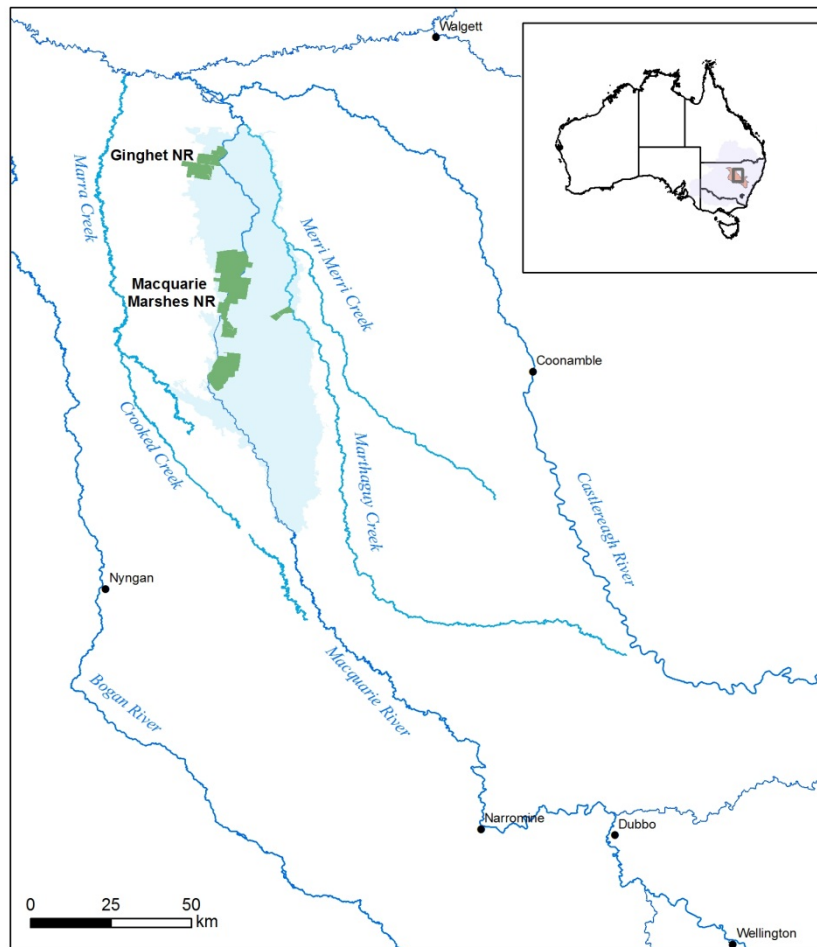 Walgett
Ginghet NR
Marra Creek
Merri Merri Creek
Macquarie
Marshes NR
Coonamble
Crooked Creek
Marthaguy Creek
Castlereagh River
Nyngan
Bogan River
Macquarie River
Narromine
Dubbo
0 25 50
km
Wellington